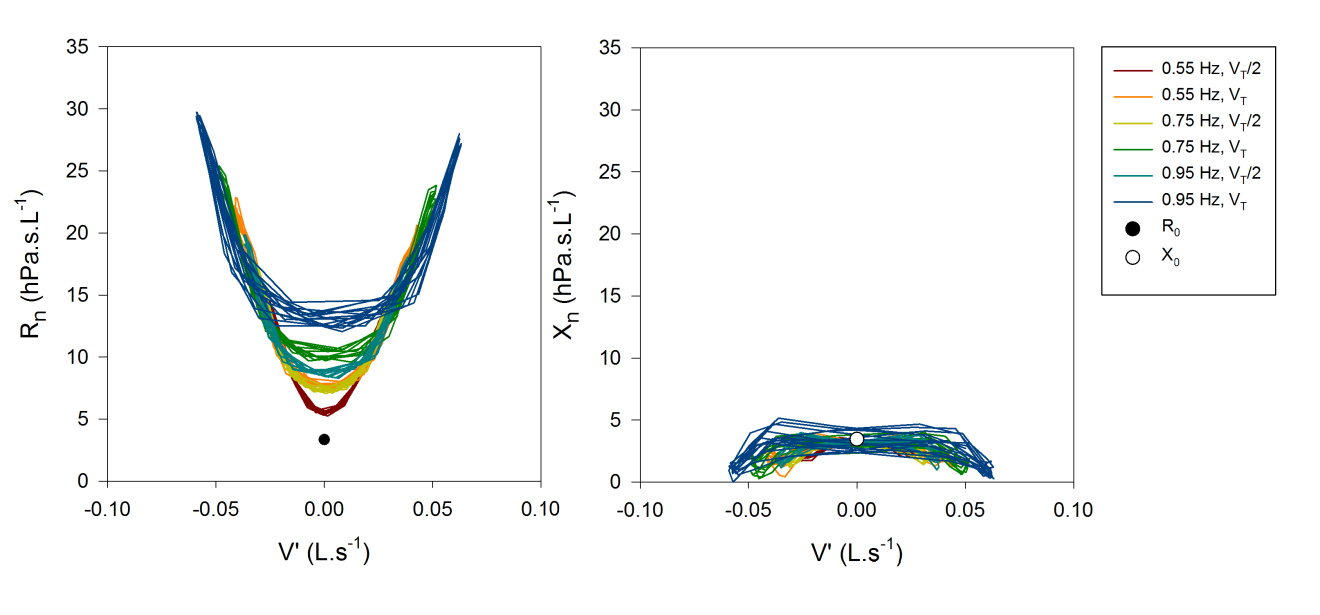 35
30
25
20
15
10
5
0
-0.10 -0.05 0.00 0.05 0.10
Rn (hPa.s.L-1)
V' (L.s-1)
35
30
25
20
15
10
5
0
-0.10 -0.05 0.00 0.05 0.10
Xn (hPa.s.L-1)
V' (L.s-1)
0.55 Hz, VT/2
0.55 Hz, VT
0.75 Hz, VT/2
0.75 Hz, VT
0.95 Hz, VT/2
0.95 Hz, VT
R0
X0